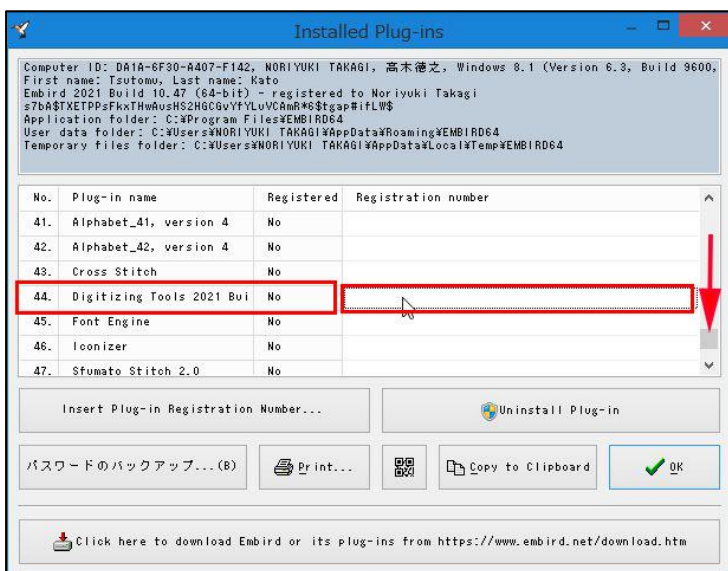 Installed Plug-ins
Computer ID: DA1A-6F30-A407-F142, NORIYUKI TAKAGI, 高木徳之, Windows 8.1 (Version 6.3, Build 9600,
First name: Tsutomu, Last name: Kato
Embird 2021 Build 10.47 (64-bit) - registered to Noriyuki Takagi
s7bA$TXETPPsFkxTHwAusHS2HGCGvYfYLuVCAmR*6$tgap#ifLW$
Application folder: C:¥Program Files¥EMBIRD64
User data folder: C:¥Users¥NORIYUKI TAKAGI¥AppData¥Roaming¥EMBIRD64
Temporary files folder: C:¥Users¥NORIYUKI TAKAGI¥AppData¥Local¥Temp¥EMBIRD64
No. Plug-in name Registered Registration number
41. Alphabet_41, version 4 No
42. Alphabet_42, version 4 No
43. Cross Stitch No
44. Digitizing Tools 2021 Bui No
45. Font Engine No
46. Iconizer No
47. Sfumato Stitch 2.0 No
Insert Plug-in Registration Number... Uninstall Plug-in
パスワードのバックアップ...(B) Print... Copy to Clipboard OK
Click here to download Embird or its plug-ins from https://www.embird.net/download.htm